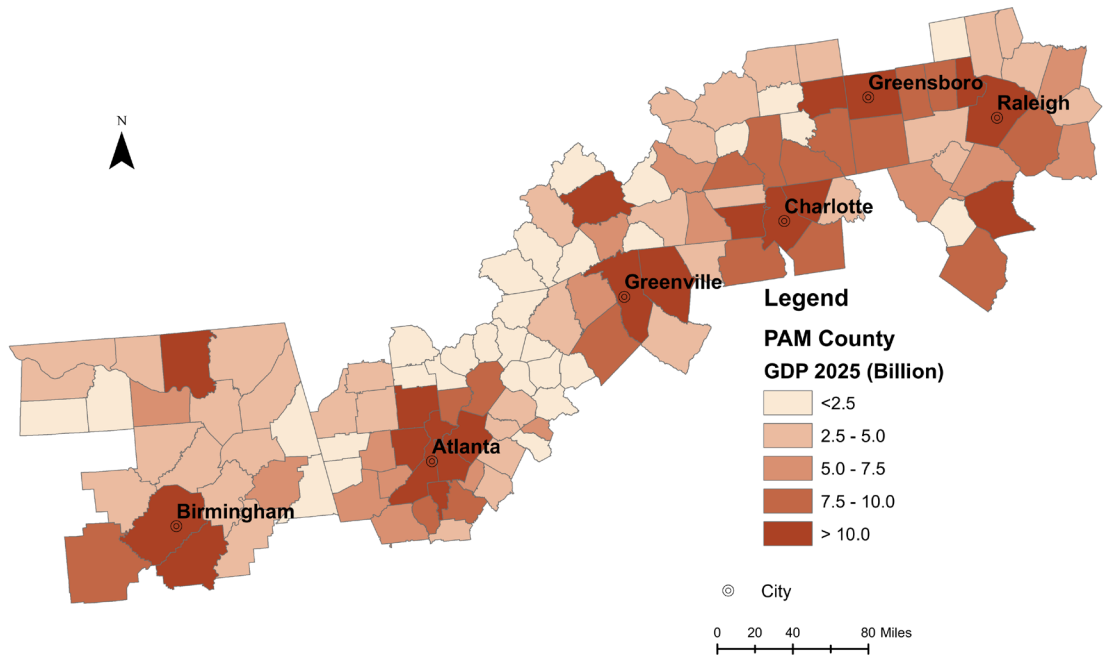 N
Greensboro
Raleigh
Charlotte
Greenville
Legend
PAM County
GDP 2025 (Billion)
<2.5
2.5 - 5.0
5.0 - 7.5
7.5 - 10.0
> 10.0
Atlanta
Birmingham
City
0 20 40 80 Miles